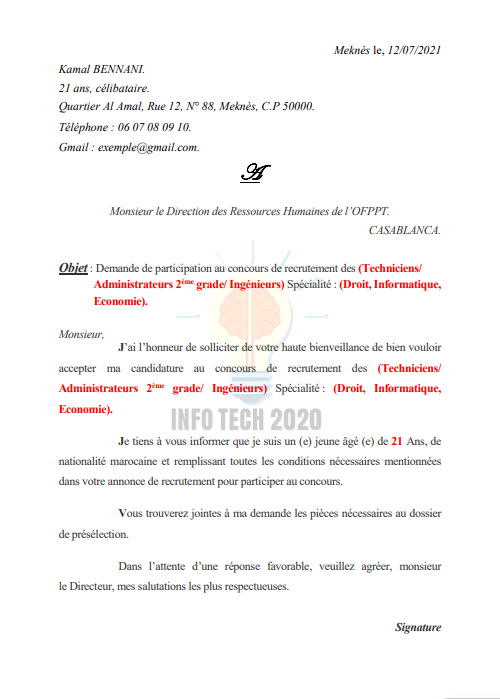 Meknès le, 12/07/2021
Kamal BENNANI.
21 ans, célibataire.
Quartier Al Amal, Rue 12, N° 88, Meknès, C.P 50000.
Téléphone : 06 07 08 09 10.
Gmail : exemple@gmail.com.
A
Monsieur le Direction des Ressources Humaines de l’OFPPT.
CASABLANCA.
Objet : Demande de participation au concours de recrutement des (Techniciens/
Administrateurs 2ème grade/ Ingénieurs) Spécialité : (Droit, Informatique,
Economie).
Monsieur,
J’ai l’honneur de solliciter de votre haute bienveillance de bien vouloir
accepter ma candidature au concours de recrutement des (Techniciens/
Administrateurs 2ème grade/ Ingénieurs) Spécialité : (Droit, Informatique,
Economie).
INFO TECH 2020
Je tiens à vous informer que je suis un (e) jeune âgé (e) de 21 Ans, de
nationalité marocaine et remplissant toutes les conditions nécessaires mentionnées
dans votre annonce de recrutement pour participer au concours.
Vous trouverez jointes à ma demande les pièces nécessaires au dossier
de présélection.
Dans l’attente d’une réponse favorable, veuillez agréer, monsieur
le Directeur, mes salutations les plus respectueuses.
Signature